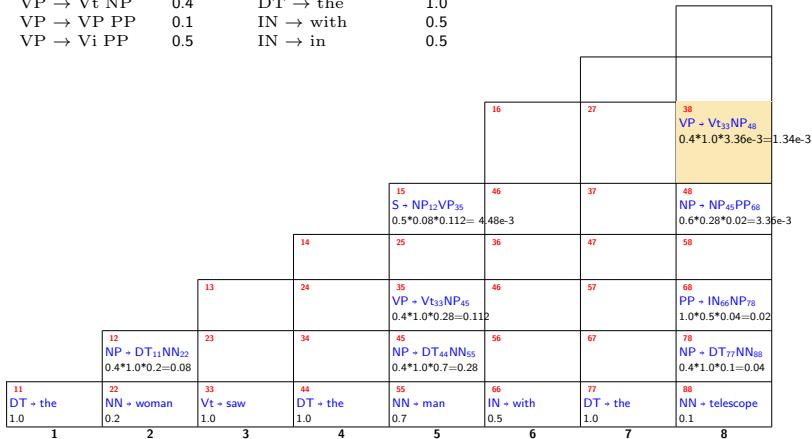 VP → Vt NP 0.4 DT → the 1.0
VP → VP PP 0.1 IN → with 0.5
VP → Vi PP 0.5 IN → in 0.5
16 27 38
VP → Vt33NP48
0.4*1.0*3.36e-3=1.34e-3
15 46 37 48
S → NP12VP35 NP → NP45PP68
0.5*0.08*0.112= 4.48e-3 0.6*0.28*0.02=3.36e-3
14 25 36 47 58
13 24 35 46 57 68
VP → Vt33NP45 PP → IN66NP78
0.4*1.0*0.28=0.112 1.0*0.5*0.04=0.02
12 23 34 45 56 67 78
NP → DT11NN22 NP → DT44NN55 NP → DT77NN88
0.4*1.0*0.2=0.08 0.4*1.0*0.7=0.28 0.4*1.0*0.1=0.04
11 22 33 44 55 66 77 88
DT → the NN → woman Vt → saw DT → the NN → man IN → with DT → the NN → telescope
1.0 0.2 1.0 1.0 0.7 0.5 1.0 0.1
1 2 3 4 5 6 7 8